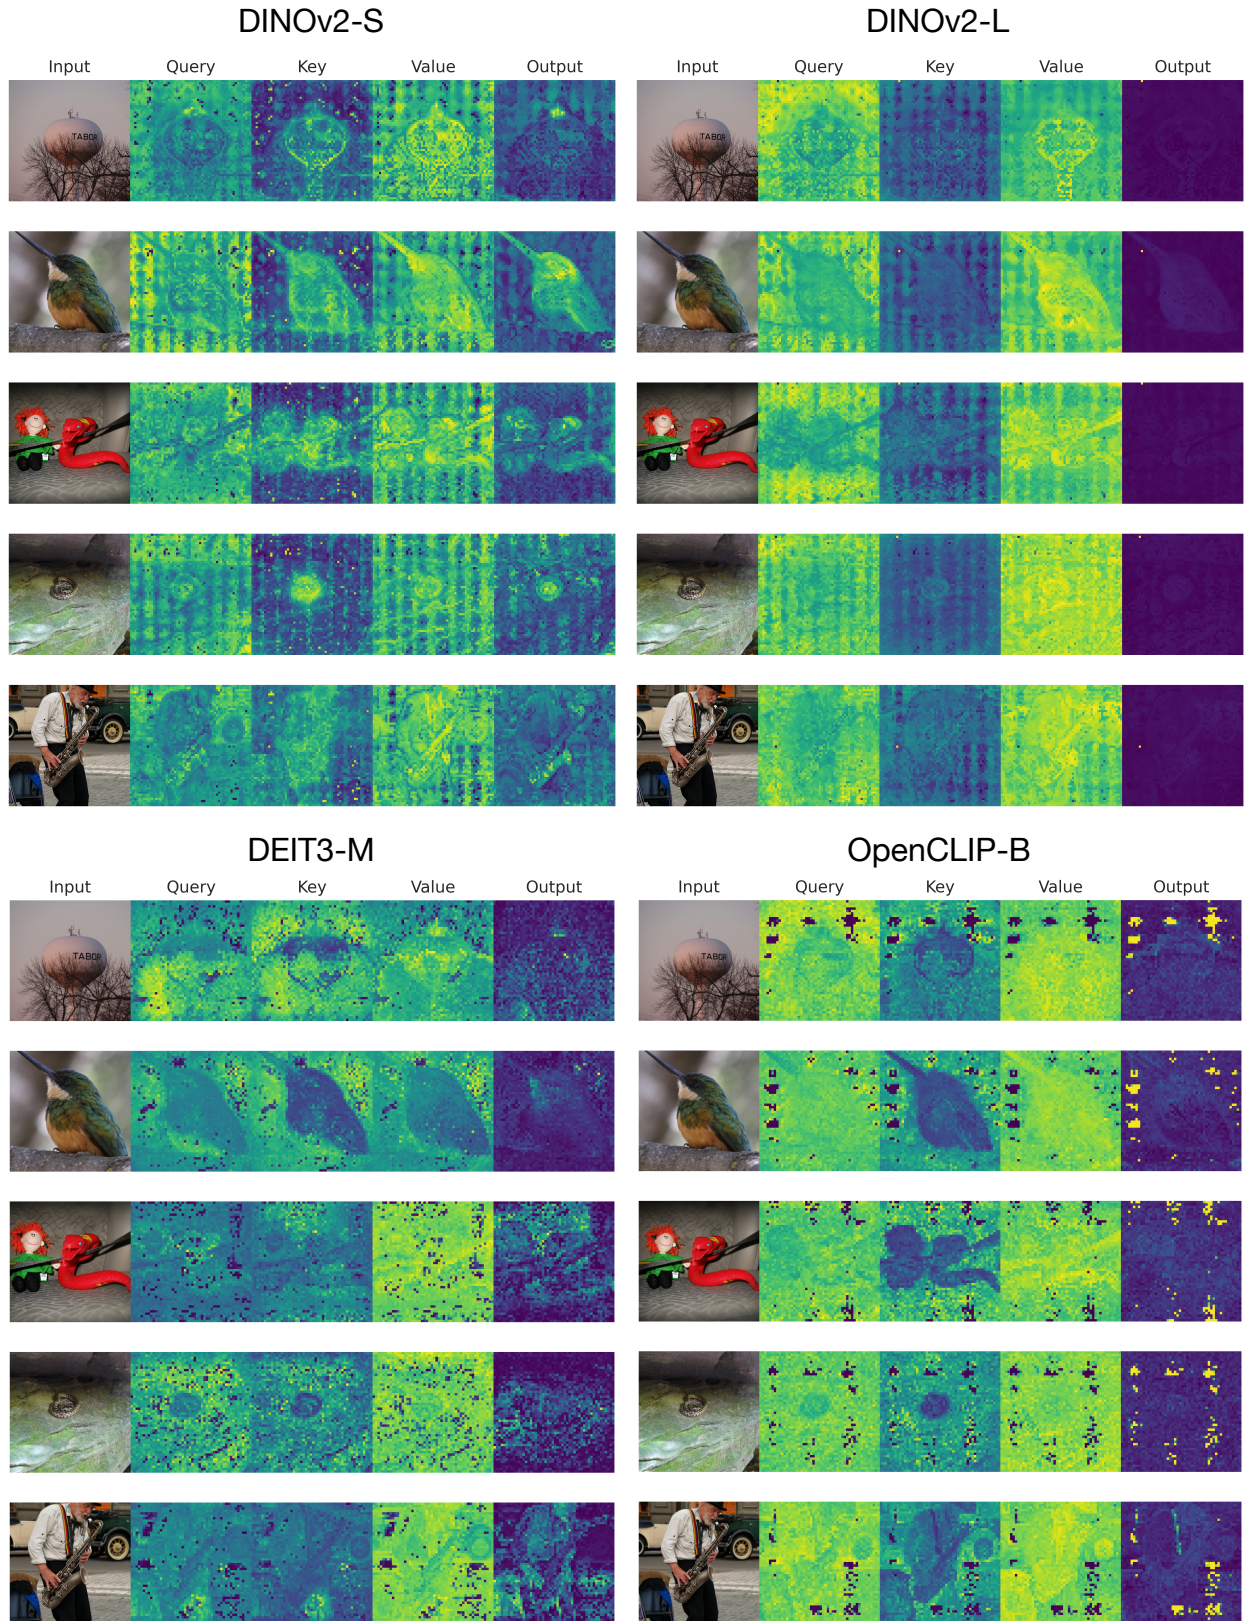 DINOv2-S
DINOv2-L
Input Query Key Value Output
Input Query Key Value Output
TABOR
TABOR
DEIT3-M
OpenCLIP-B
Input Query Key Value Output
Input Query Key Value Output
TABOR
TABOR